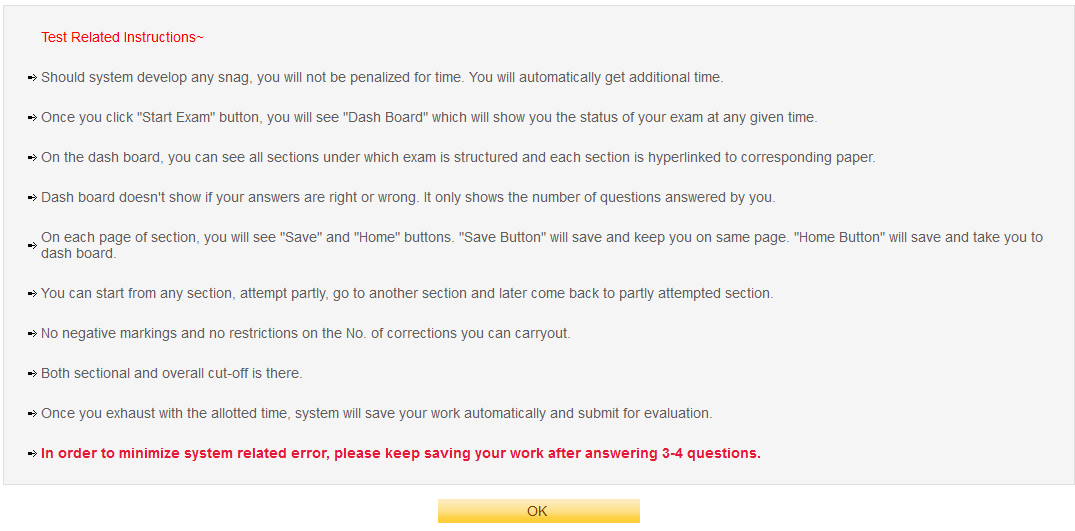 Test Related Instructions~
Should system develop any snag, you will not be penalized for time. You will automatically get additional time.
Once you click "Start Exam" button, you will see "Dash Board" which will show you the status of your exam at any given time.
On the dash board, you can see all sections under which exam is structured and each section is hyperlinked to corresponding paper.
Dash board doesn't show if your answers are right or wrong. It only shows the number of questions answered by you.
On each page of section, you will see "Save" and "Home" buttons. "Save Button" will save and keep you on same page. "Home Button" will save and take you to
dash board.
You can start from any section, attempt partly, go to another section and later come back to partly attempted section.
No negative markings and no restrictions on the No. of corrections you can carryout.
Both sectional and overall cut-off is there.
Once you exhaust with the allotted time, system will save your work automatically and submit for evaluation.
In order to minimize system related error, please keep saving your work after answering 3-4 questions.
OK